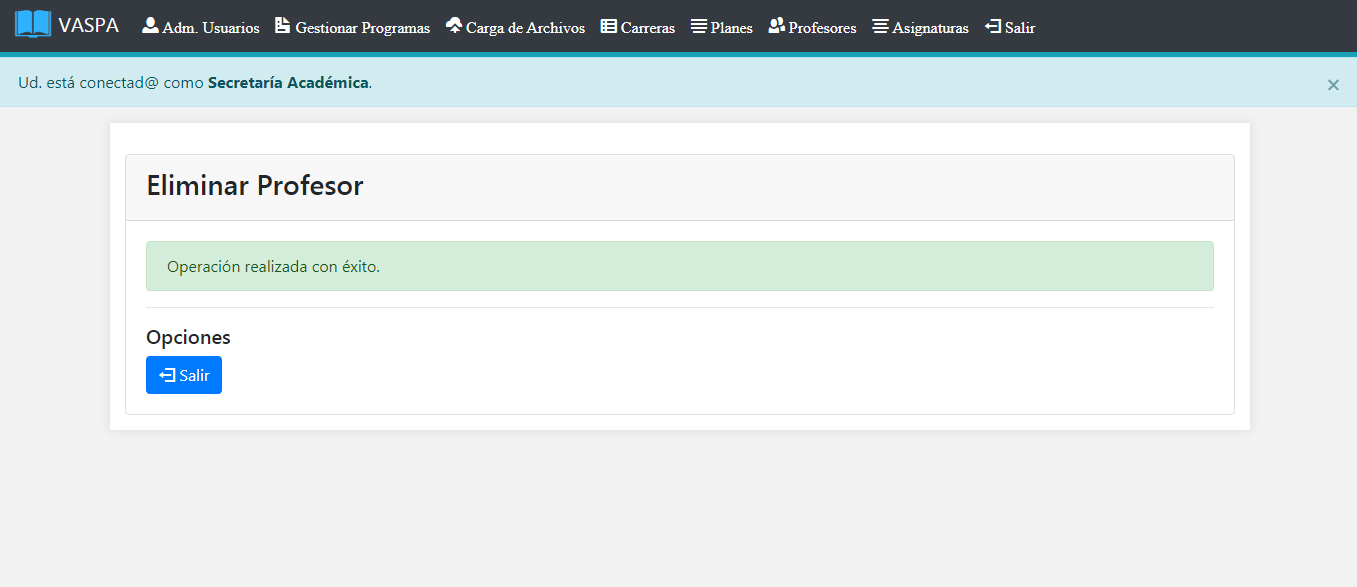 VASPA Adm. Usuarios Gestionar Programas Carga de Archivos Carreras Planes Profesores Asignaturas Salir
Ud. está conectad@ como Secretaría Académica. ×
Eliminar Profesor
Operación realizada con éxito.
Opciones
Salir